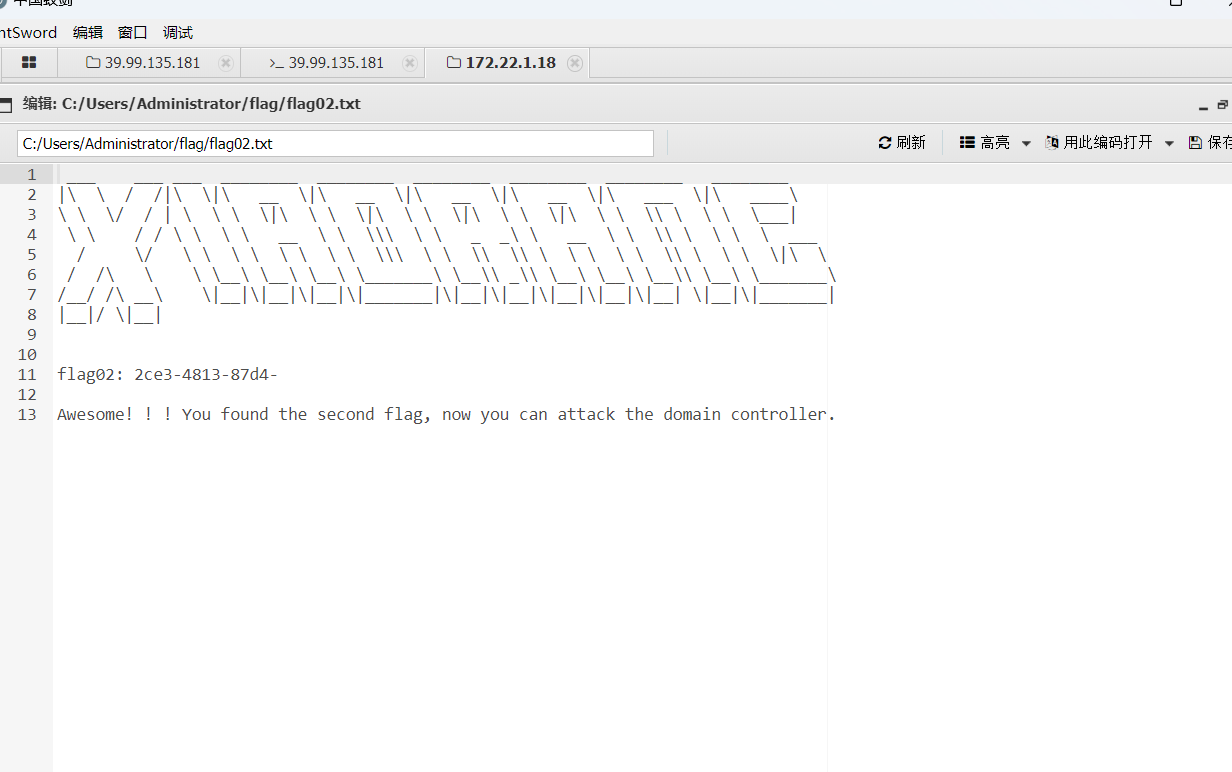 ntSword 编辑 窗口 调试
39.99.135.181 39.99.135.181 172.22.1.18
编辑: C:/Users/Administrator/flag/flag02.txt
C:/Users/Administrator/flag/flag02.txt 刷新 高亮 用此编码打开 保存
1
2
3
4
5
6
7
8
9
10
11 flag02: 2ce3-4813-87d4-
12
13 Awesome! ! ! You found the second flag, now you can attack the domain controller.